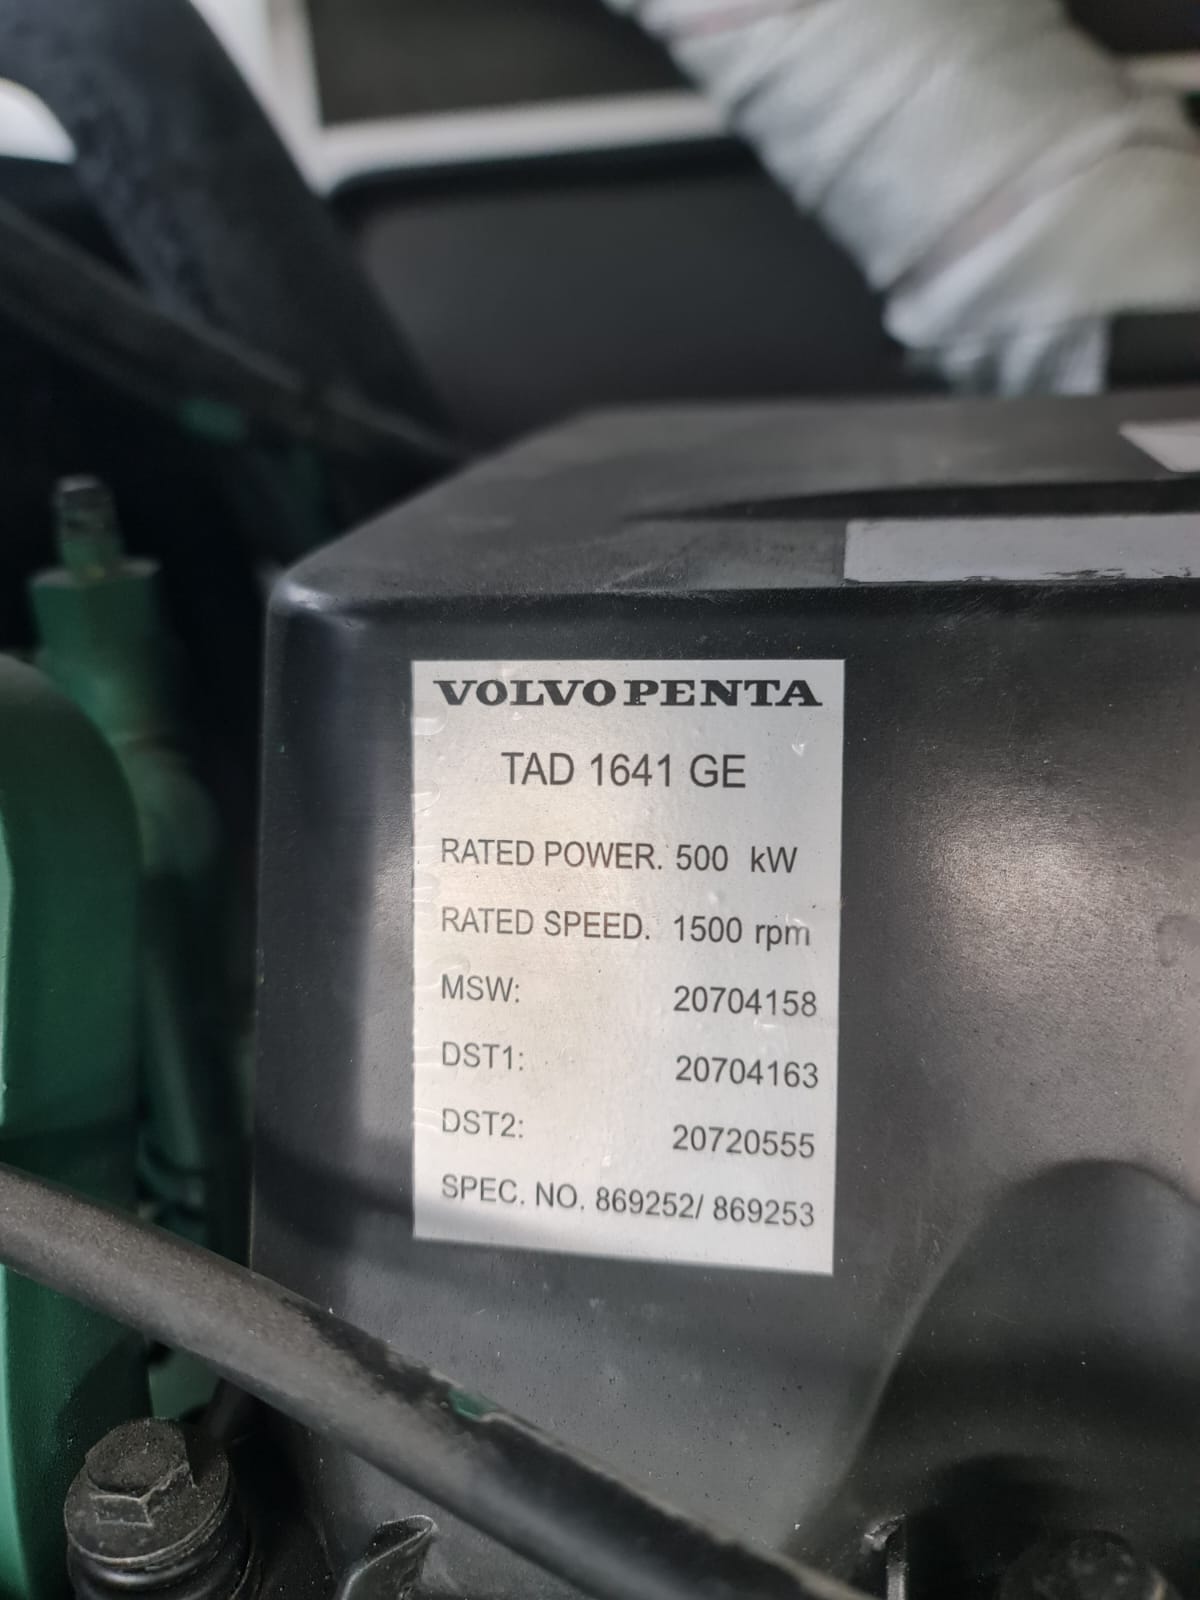 VOLVO PENTA
TAD 1641 GE
RATED POWER. 500 kW
RATED SPEED. 1500 rpm
MSW: 20704158
DST1: 20704163
DST2: 20720555
SPEC. NO. 869252/ 869253